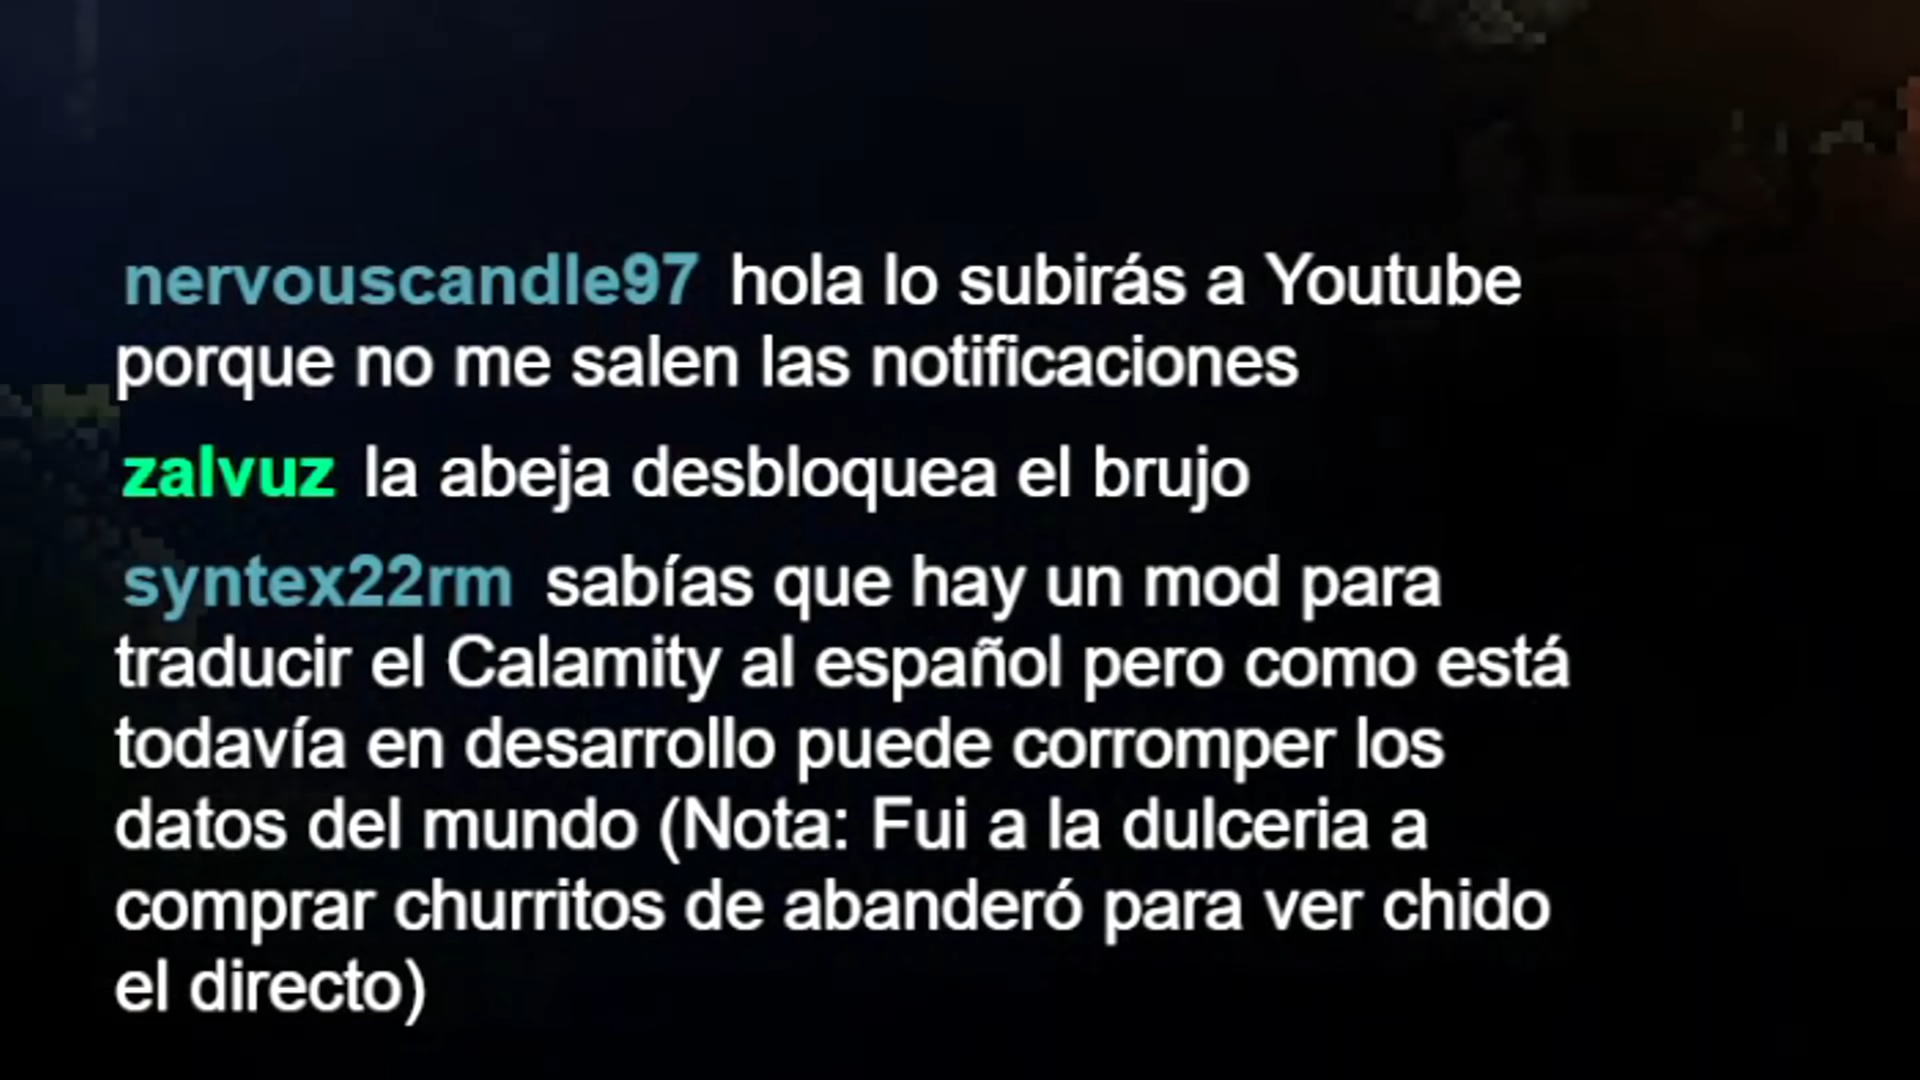 nervouscandle97 hola lo subirás a Youtube
porque no me salen las notificaciones
zalvuz la abeja desbloquea el brujo
syntex22rm sabías que hay un mod para
traducir el Calamity al español pero como está
todavía en desarrollo puede corromper los
datos del mundo (Nota: Fui a la dulceria a
comprar churritos de abanderó para ver chido
el directo)